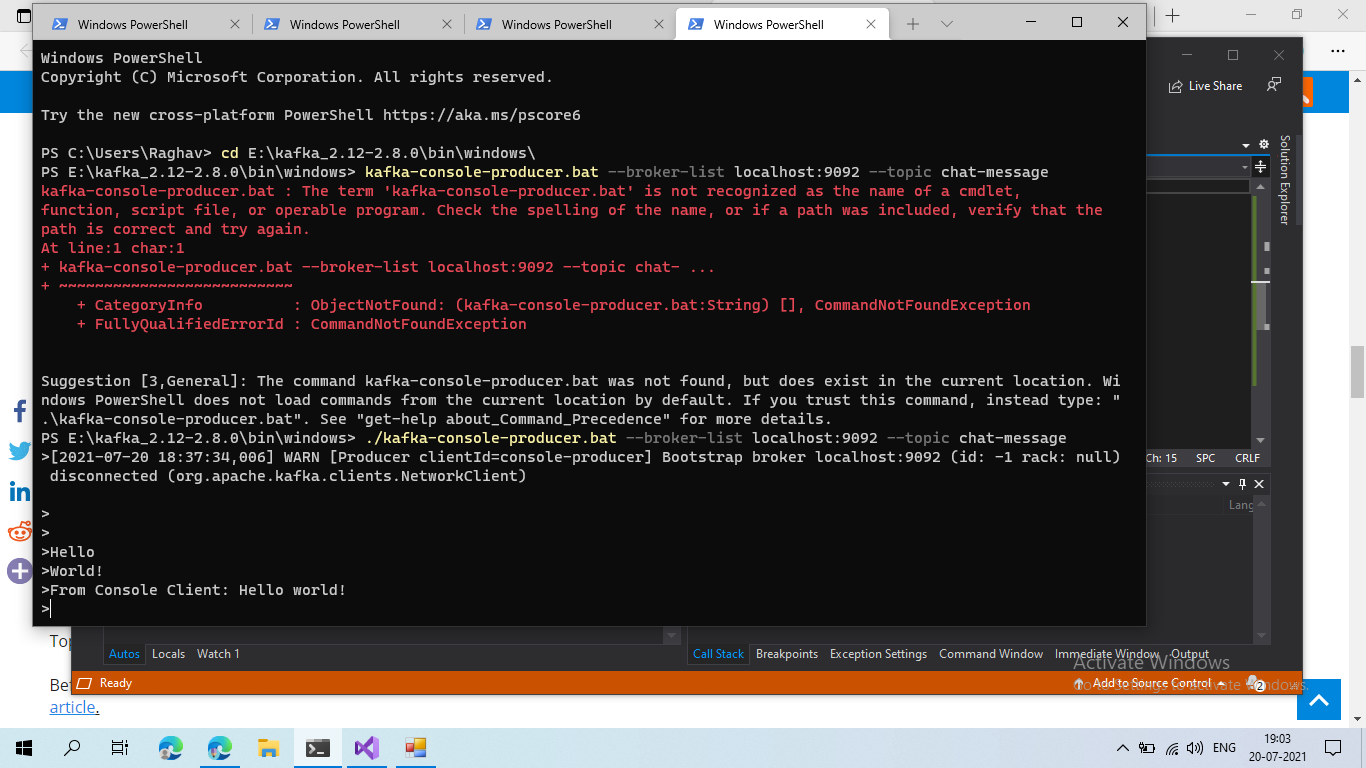 Windows PowerShell
Windows PowerShell
Windows PowerShell
Windows PowerShell
Windows PowerShell
Copyright (C) Microsoft Corporation. All rights reserved.
Try the new cross-platform PowerShell https://aka.ms/pscore6
PS C:\Users\Raghav> cd E:\kafka_2.12-2.8.0\bin\windows\
PS E:\kafka_2.12-2.8.0\bin\windows> kafka-console-producer.bat --broker-list localhost:9092 --topic chat-message
kafka-console-producer.bat : The term 'kafka-console-producer.bat' is not recognized as the name of a cmdlet,
function, script file, or operable program. Check the spelling of the name, or if a path was included, verify that the
path is correct and try again.
At line:1 char:1
+ kafka-console-producer.bat --broker-list localhost:9092 --topic chat- ...
+ ~~~~~~~~~~~~~~~~~~~~~~~~~~
+ CategoryInfo          : ObjectNotFound: (kafka-console-producer.bat:String) [], CommandNotFoundException
+ FullyQualifiedErrorId : CommandNotFoundException
Suggestion [3,General]: The command kafka-console-producer.bat was not found, but does exist in the current location. Wi
ndows PowerShell does not load commands from the current location by default. If you trust this command, instead type: "
.\kafka-console-producer.bat". See "get-help about_Command_Precedence" for more details.
PS E:\kafka_2.12-2.8.0\bin\windows> ./kafka-console-producer.bat --broker-list localhost:9092 --topic chat-message
>[2021-07-20 18:37:34,006] WARN [Producer clientId=console-producer] Bootstrap broker localhost:9092 (id: -1 rack: null)
disconnected (org.apache.kafka.clients.NetworkClient)
>
>
>Hello
>World!
>From Console Client: Hello world!
>
Live Share
Solution Explorer
Ch: 15 SPC CRLF
Lang
Top
Be
article.
Autos Locals Watch 1
Call Stack Breakpoints Exception Settings Command Window Immediate Window Output
Activate Windows
Go to Settings to activate Windows.
Ready
Add to Source Control
2
ENG
19:03
20-07-2021